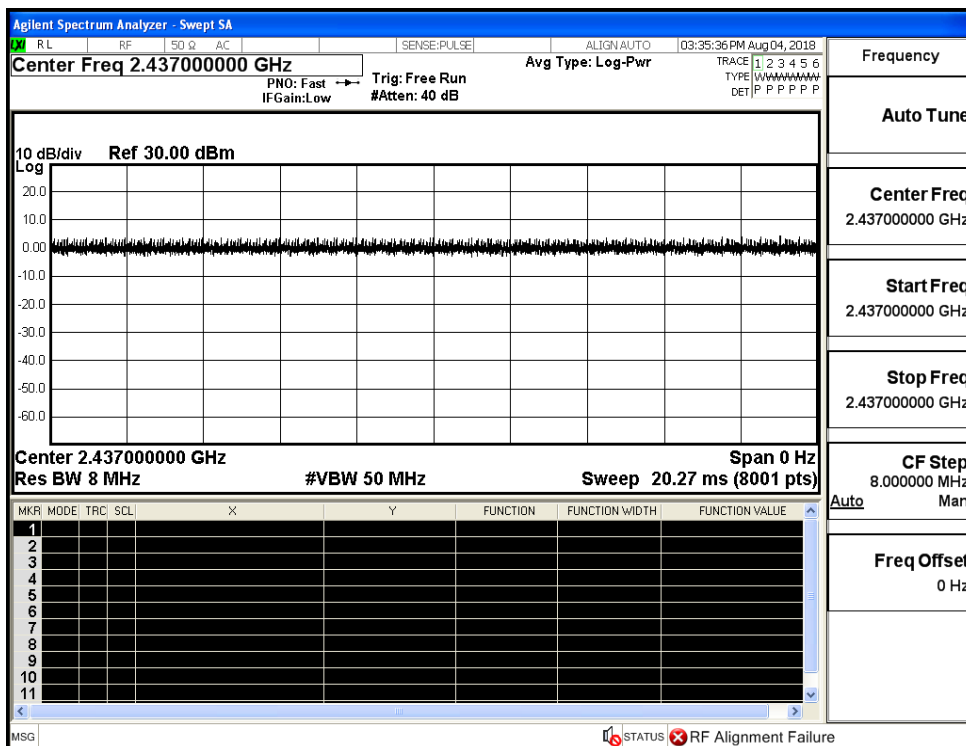 Agilent Spectrum Analyzer - Swept SA
LXI RL RF 50 Ω AC SENSE:PULSE ALIGN AUTO 03:35:36 PM Aug 04, 2018
Center Freq 2.437000000 GHz
PNO: Fast
IFGain:Low
Trig: Free Run
#Atten: 40 dB
Avg Type: Log-Pwr
TRACE 1 2 3 4 5 6
TYPE WWWWWW
DET P P P P P P
10 dB/div Ref 30.00 dBm
Log
20.0
10.0
0.00
-10.0
-20.0
-30.0
-40.0
-50.0
-60.0
Center 2.437000000 GHz Span 0 Hz
Res BW 8 MHz #VBW 50 MHz Sweep 20.27 ms (8001 pts)
MKR MODE TRC SCL X Y FUNCTION FUNCTION WIDTH FUNCTION VALUE
1
2
3
4
5
6
7
8
9
10
11
MSG STATUS RF Alignment Failure
Frequency
Auto Tune
Center Freq
2.437000000 GHz
Start Freq
2.437000000 GHz
Stop Freq
2.437000000 GHz
CF Step
8.000000 MHz
Auto Man
Freq Offset
0 Hz